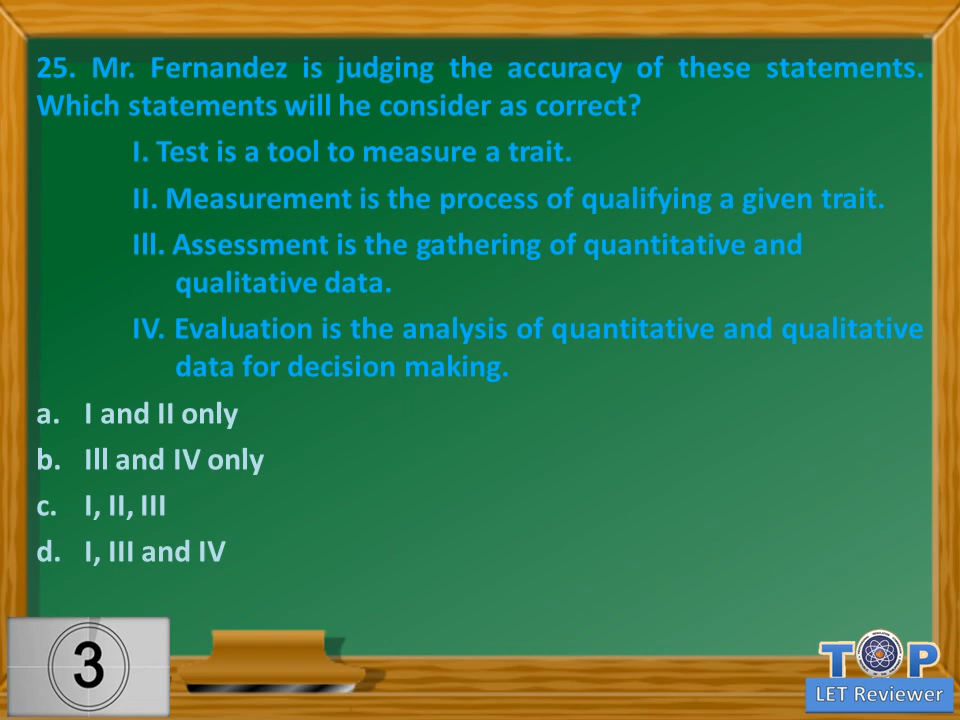 25. Mr. Fernandez is judging the accuracy of these statements.
Which statements will he consider as correct?
I. Test is a tool to measure a trait.
II. Measurement is the process of qualifying a given trait.
Ill. Assessment is the gathering of quantitative and
qualitative data.
IV. Evaluation is the analysis of quantitative and qualitative
data for decision making.
a. I and II only
b. Ill and IV only
c. I, II, III
d. I, III and IV
3
TOP
LET Reviewer